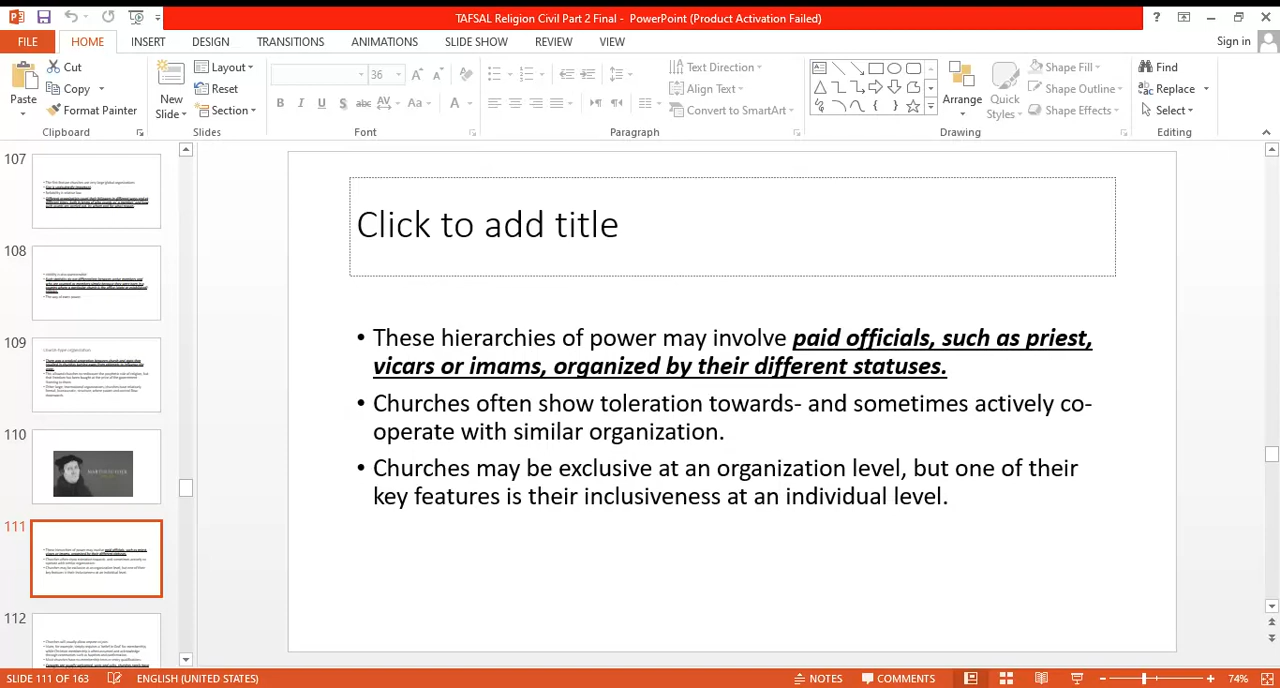 TAFSAL Religion Civil Part 2 Final - PowerPoint (Product Activation Failed)
FILE HOME INSERT DESIGN TRANSITIONS ANIMATIONS SLIDE SHOW REVIEW VIEW Sign in
Paste
Cut
Copy
Format Painter
Clipboard
New Slide
Layout
Reset
Section
Slides
36
Font
Paragraph
Text Direction
Align Text
Convert to SmartArt
Arrange
Quick Styles
Shape Fill
Shape Outline
Shape Effects
Drawing
Find
Replace
Select
Editing
107
108
109
110
111
112
Click to add title
• These hierarchies of power may involve paid officials, such as priest,
vicars or imams, organized by their different statuses.
• Churches often show toleration towards- and sometimes actively co-
operate with similar organization.
• Churches may be exclusive at an organization level, but one of their
key features is their inclusiveness at an individual level.
SLIDE 111 OF 163 ENGLISH (UNITED STATES) NOTES COMMENTS 74%